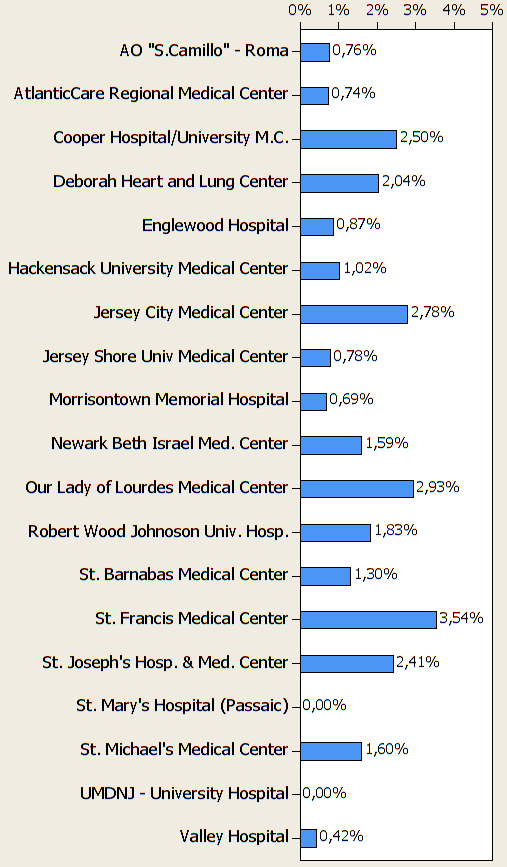 0% 1% 2% 3% 4% 5%
AO "S.Camillo" - Roma 0,76%
AtlanticCare Regional Medical Center 0,74%
Cooper Hospital/University M.C. 2,50%
Deborah Heart and Lung Center 2,04%
Englewood Hospital 0,87%
Hackensack University Medical Center 1,02%
Jersey City Medical Center 2,78%
Jersey Shore Univ Medical Center 0,78%
Morrisontown Memorial Hospital 0,69%
Newark Beth Israel Med. Center 1,59%
Our Lady of Lourdes Medical Center 2,93%
Robert Wood Johnoson Univ. Hosp. 1,83%
St. Barnabas Medical Center 1,30%
St. Francis Medical Center 3,54%
St. Joseph's Hosp. & Med. Center 2,41%
St. Mary's Hospital (Passaic) 0,00%
St. Michael's Medical Center 1,60%
UMDNJ - University Hospital 0,00%
Valley Hospital 0,42%